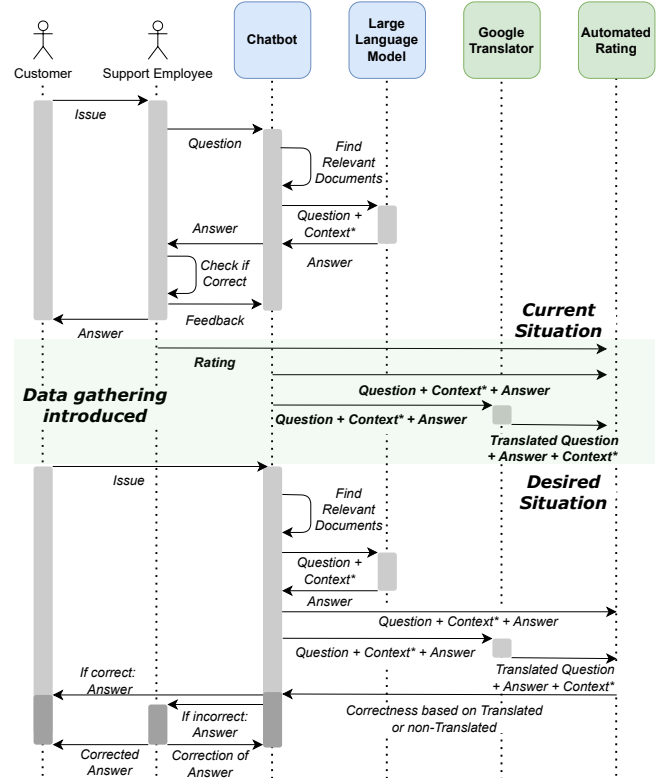 Customer
Support Employee
Chatbot
Large
Language
Model
Google
Translator
Automated
Rating
Issue
Question
Find
Relevant
Documents
Question +
Context*
Answer
Answer
Check if
Correct
Feedback
Answer
Current
Situation
Rating
Question + Context* + Answer
Data gathering
introduced
Question + Context* + Answer
Translated Question
+ Answer + Context*
Issue
Desired
Situation
Find
Relevant
Documents
Question +
Context*
Answer
Question + Context* + Answer
Question + Context* + Answer
Translated Question
+ Answer + Context*
If correct:
Answer
If incorrect:
Answer
Correctness based on Translated
or non-Translated
Corrected
Answer
Correction of
Answer